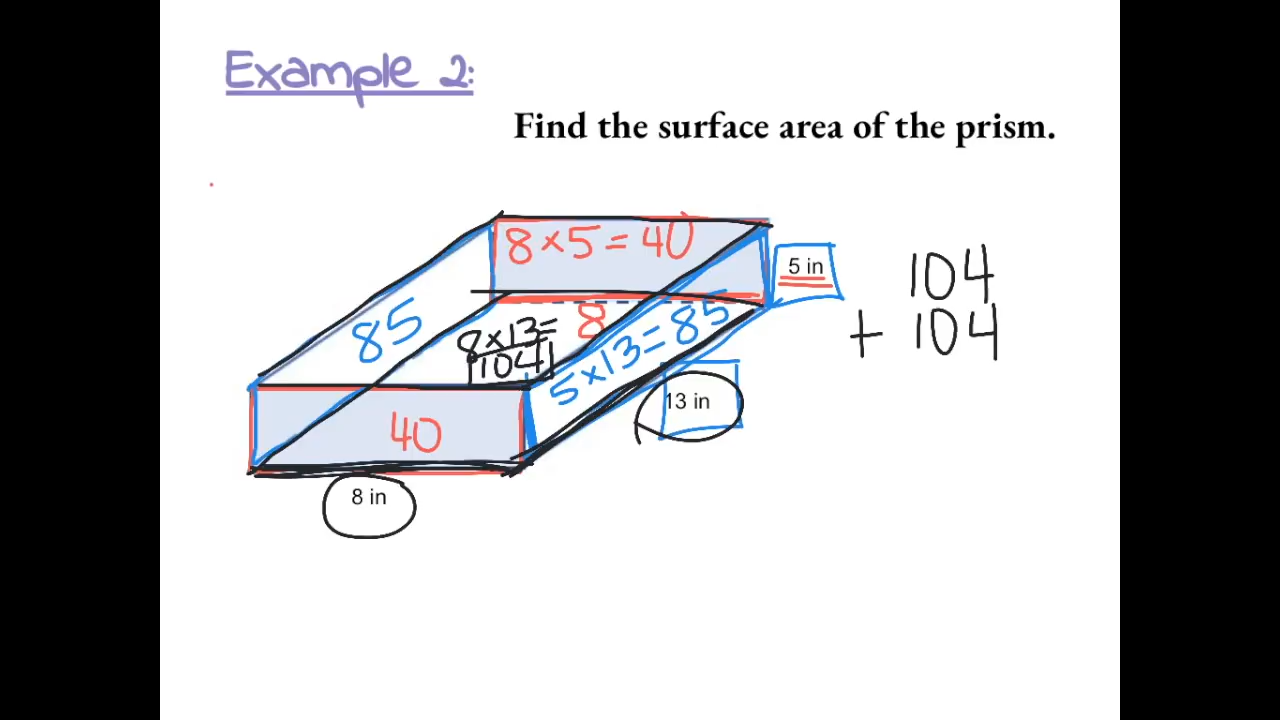 Example 2:
Find the surface area of the prism.
8×5=40
5 in
104
+ 104
85
8×13=
104
8
5×13=85
13 in
40
8 in